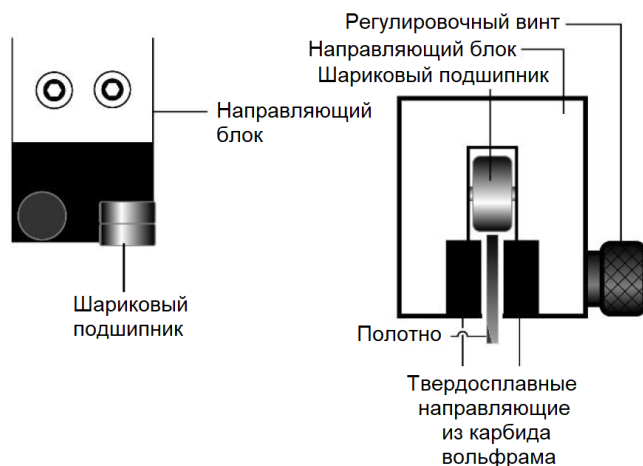 Направляющий
блок
Шариковый
подшипник
Регулировочный винт
Направляющий блок
Шариковый подшипник
Полотно
Твердосплавные
направляющие
из карбида
вольфрама